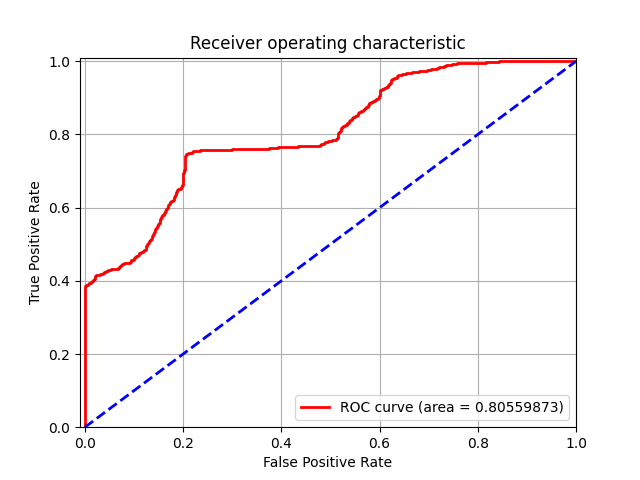 Receiver operating characteristic
1.0
0.8
0.6
0.4
0.2
0.0
True Positive Rate
ROC curve (area = 0.80559873)
0.0 0.2 0.4 0.6 0.8 1.0
False Positive Rate